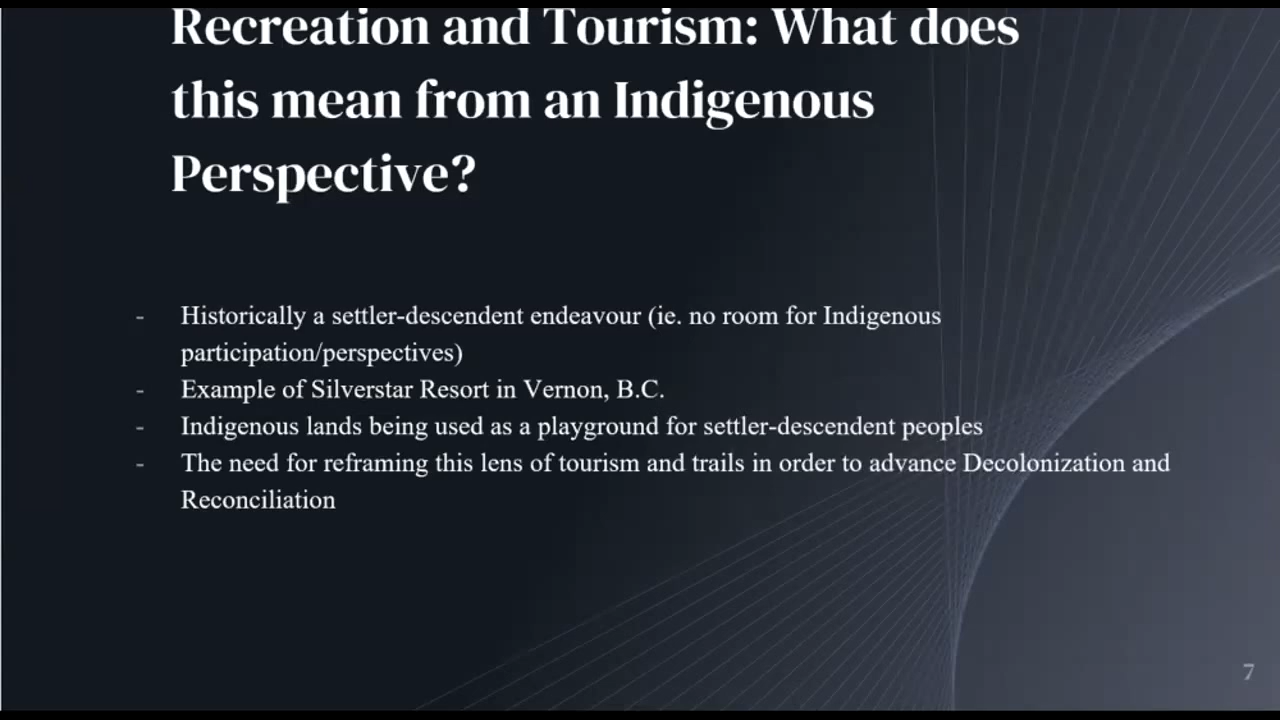 Recreation and Tourism: What does
this mean from an Indigenous
Perspective?
- Historically a settler-descendent endeavour (ie. no room for Indigenous
participation/perspectives)
- Example of Silverstar Resort in Vernon, B.C.
- Indigenous lands being used as a playground for settler-descendent peoples
- The need for reframing this lens of tourism and trails in order to advance Decolonization and
Reconciliation
7